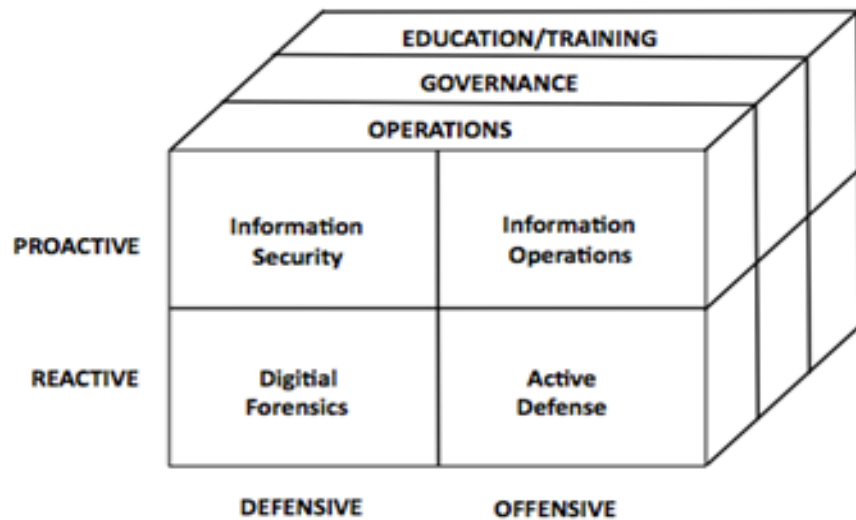 EDUCATION/TRAINING
GOVERNANCE
OPERATIONS
PROACTIVE
Information
Security
Information
Operations
REACTIVE
Digitial
Forensics
Active
Defense
DEFENSIVE
OFFENSIVE